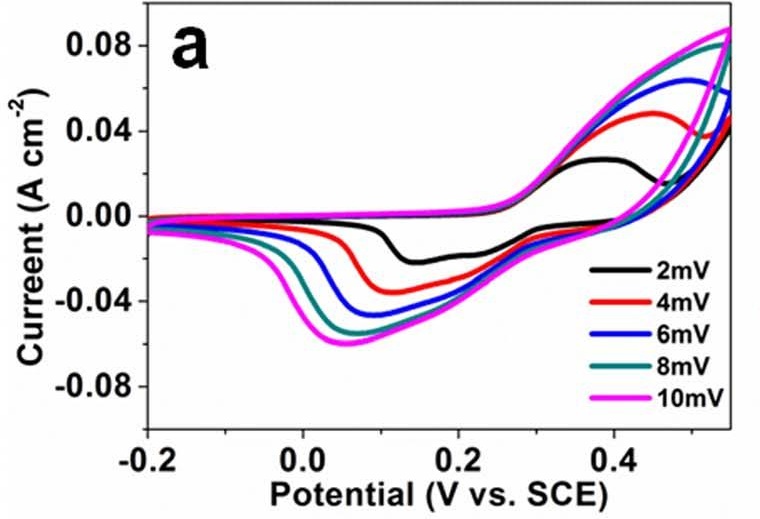 a
0.08
0.04
0.00
-0.04
-0.08
Curreent (A cm-2)
2mV
4mV
6mV
8mV
10mV
-0.2 0.0 0.2 0.4
Potential (V vs. SCE)